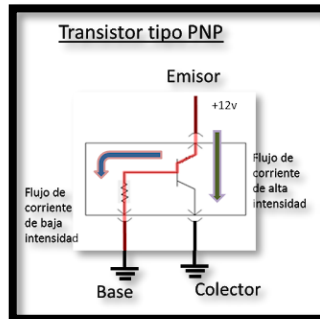 Transistor tipo PNP
Emisor
+12v
Flujo de
corriente
de baja
intensidad
Flujo de
corriente
de alta
intensidad
Base
Colector